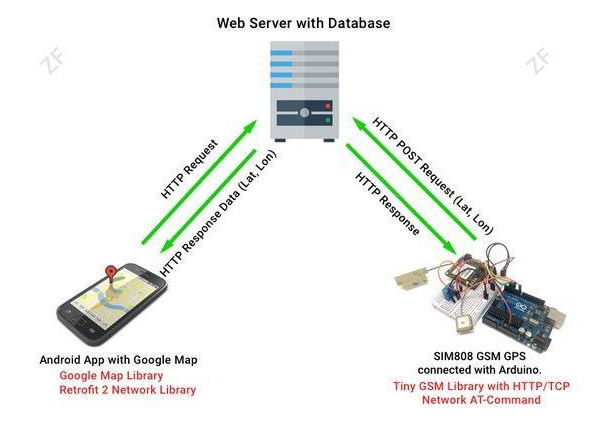 Web Server with Database
ZF
ZF
HTTP Request
HTTP Response Data (Lat, Lon)
HTTP POST Request (Lat, Lon)
HTTP Response
Android App with Google Map
Google Map Library
Retrofit 2 Network Library
SIM808 GSM GPS
connected with Arduino.
Tiny GSM Library with HTTP/TCP
Network AT-Command